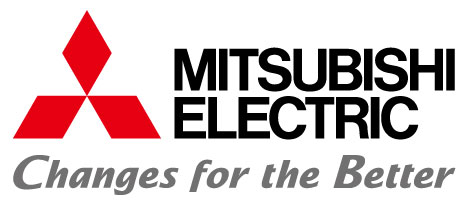 MITSUBISHI
ELECTRIC
Changes for the Better